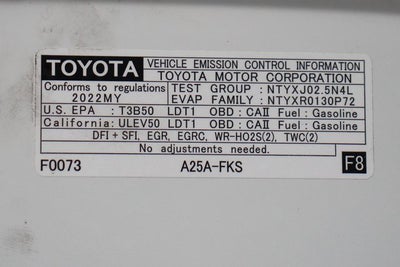 TOYOTA VEHICLE EMISSION CONTROL INFORMATION
TOYOTA MOTOR CORPORATION
Conforms to regulations TEST GROUP : NTYXJ02.5N4L
2022MY EVAP FAMILY : NTYXR0130P72
U.S. EPA : T3B50 LDT1 OBD : CAII Fuel : Gasoline
California: ULEV50 LDT1 OBD : CAII Fuel : Gasoline
DFI + SFI, EGR, EGRC, WR-HO2S(2), TWC(2)
No adjustments needed.
F0073 A25A-FKS F8